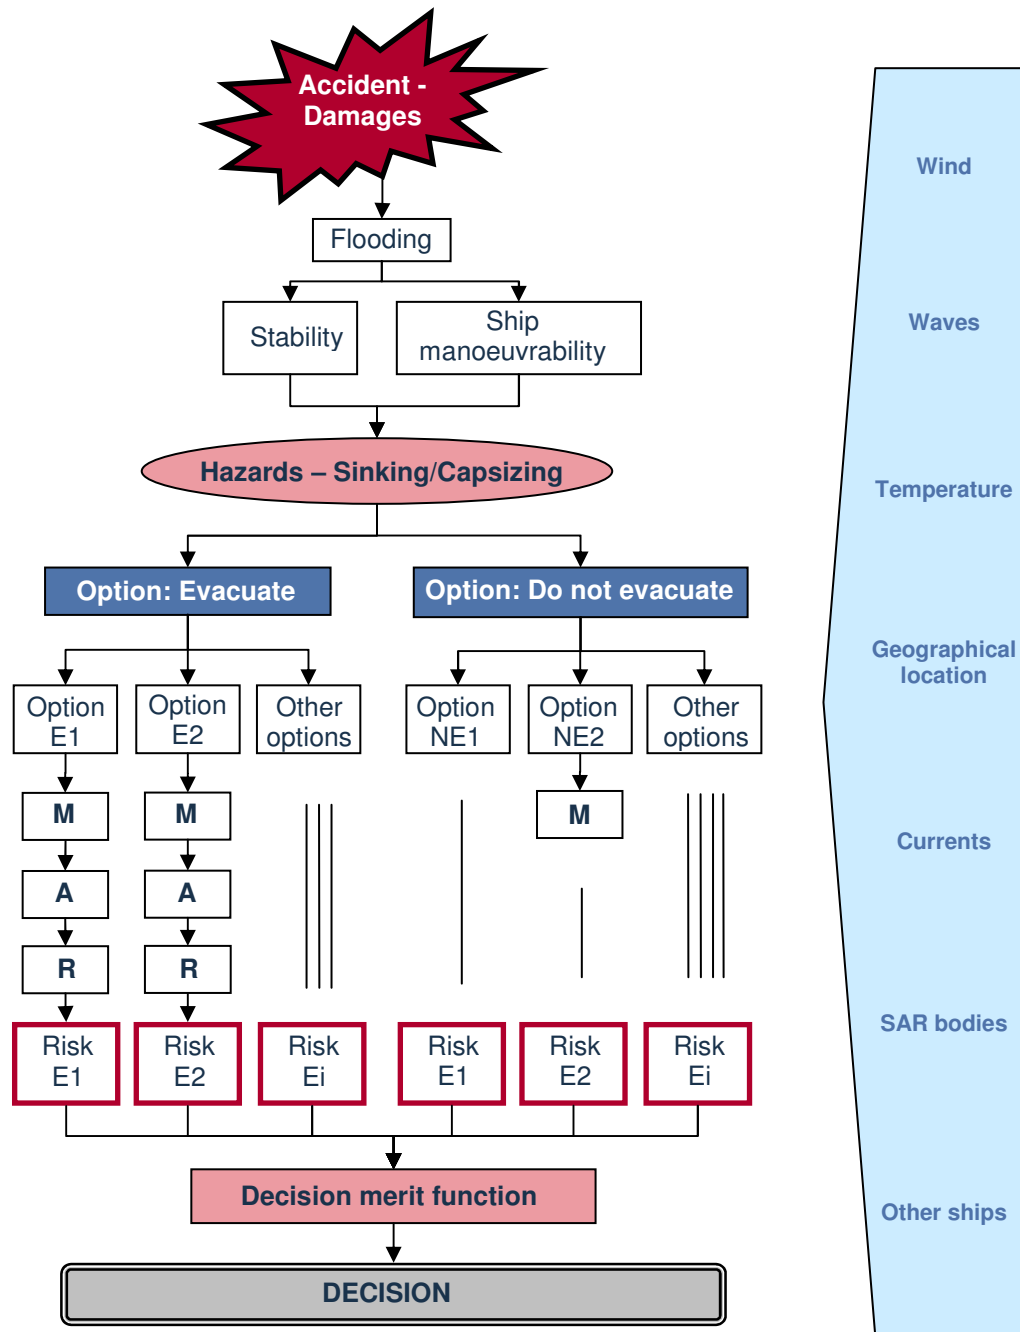 Accident -
Damages
Flooding
Stability
Ship
manoeuvrability
Hazards – Sinking/Capsizing
Option: Evacuate
Option: Do not evacuate
Option
E1
Option
E2
Other
options
Option
NE1
Option
NE2
Other
options
M
M
M
A
A
R
R
Risk
E1
Risk
E2
Risk
Ei
Risk
E1
Risk
E2
Risk
Ei
Decision merit function
DECISION
Wind
Waves
Temperature
Geographical
location
Currents
SAR bodies
Other ships